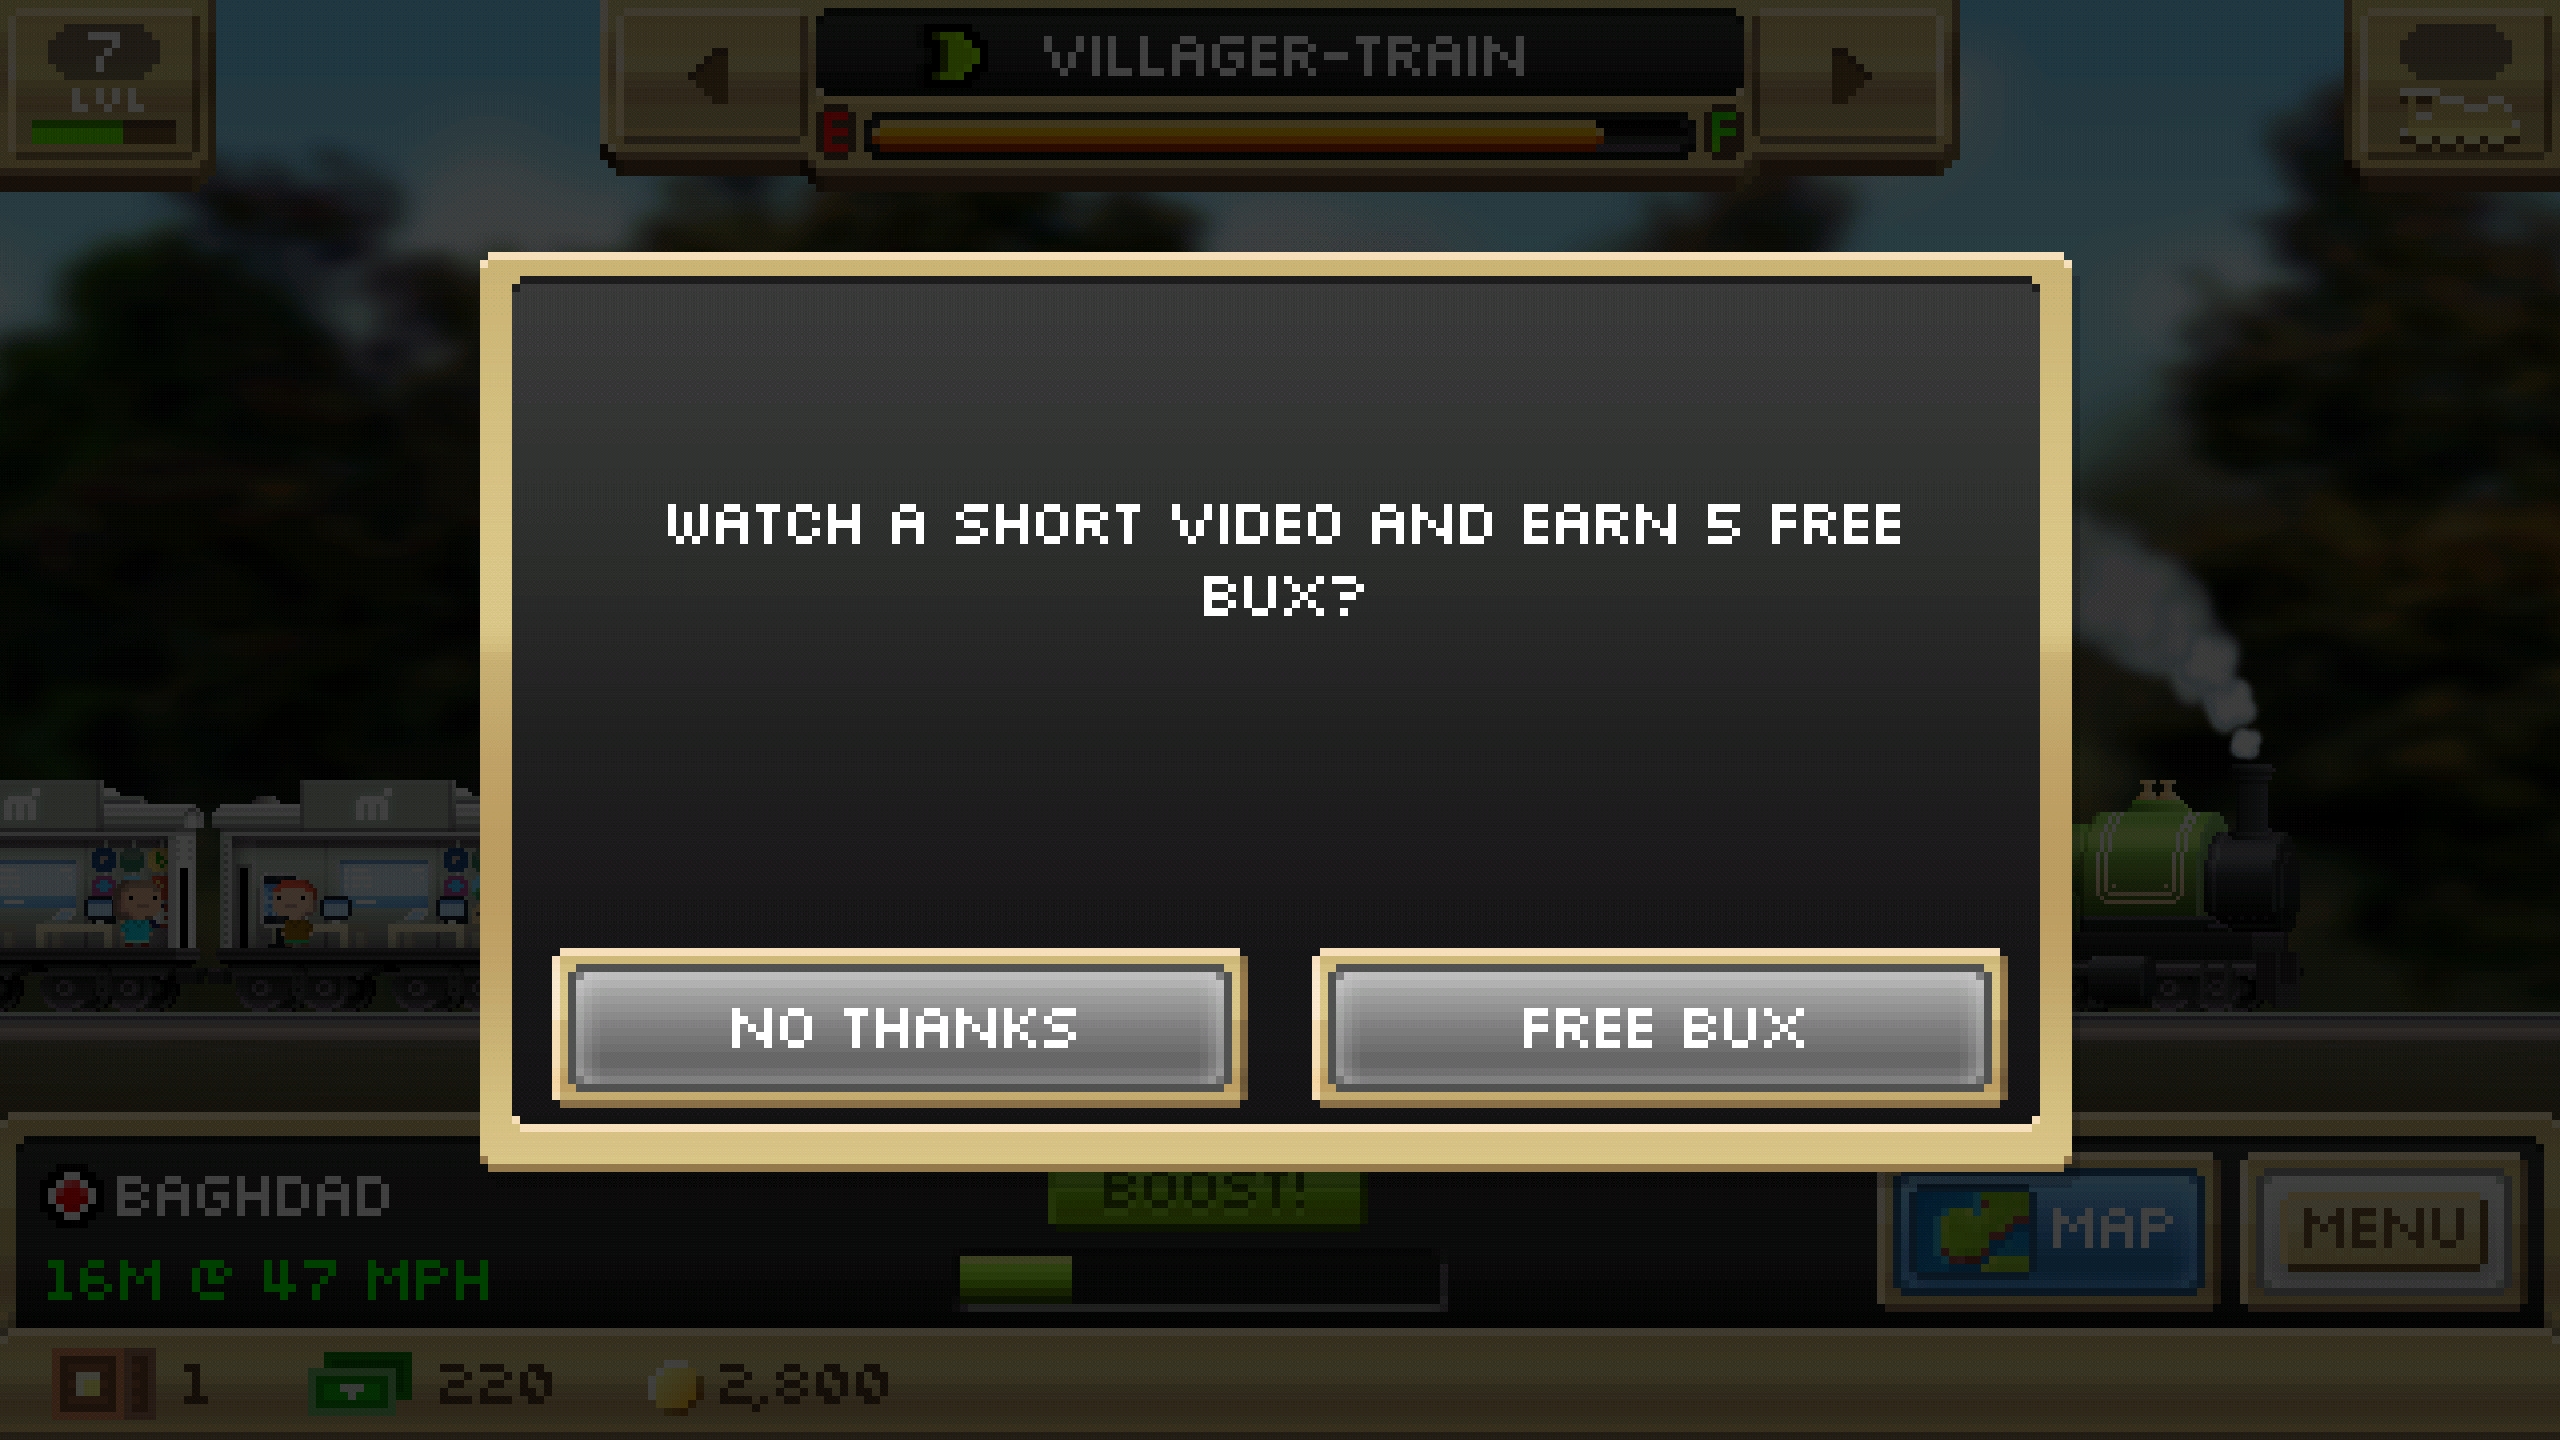 7
LVL
VILLAGER-TRAIN
E F
WATCH A SHORT VIDEO AND EARN 5 FREE
BUX?
NO THANKS
FREE BUX
BAGHDAD
BOOST!
16M @ 47 MPH
MAP
MENU
1 220 2,800